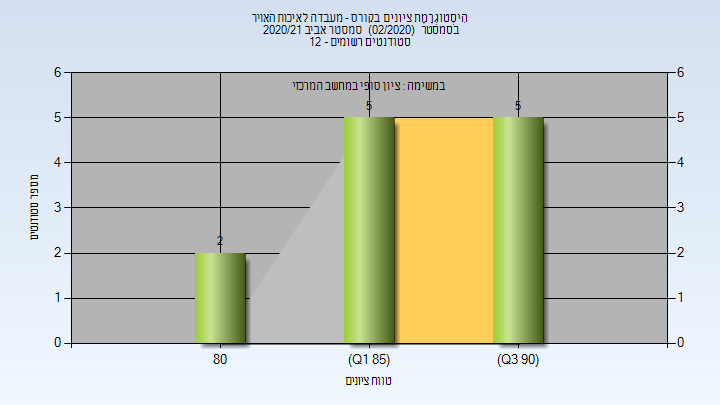 היסטוגרמת ציונים בקורס - מעבדה לאיכות האויר
בסמסטר (02/2020) סמסטר אביב 2020/21
סטודנטים רשומים - 12
במשימה : ציון סופי במחשב המרכזי
6 6
5 5
4 4
3 3
2 2
1 1
0 0
2 5 5
מספר סטודנטים
80 (Q1 85) (Q3 90)
טווח ציונים